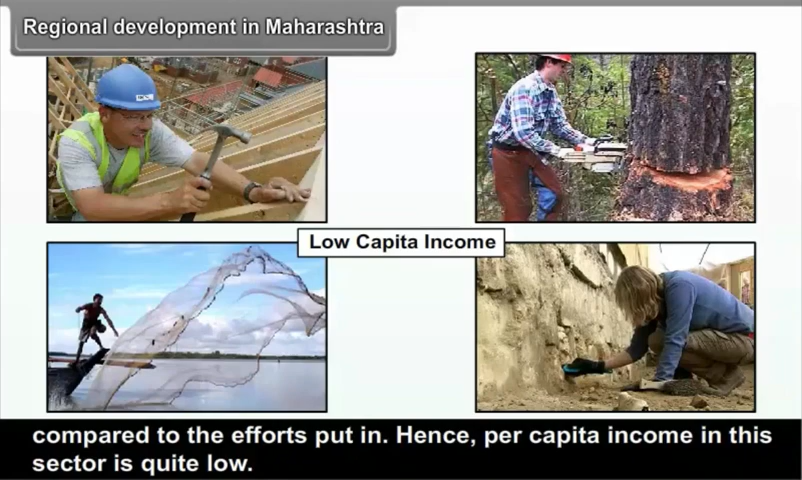 Regional development in Maharashtra
Low Capita Income
compared to the efforts put in. Hence, per capita income in this
sector is quite low.